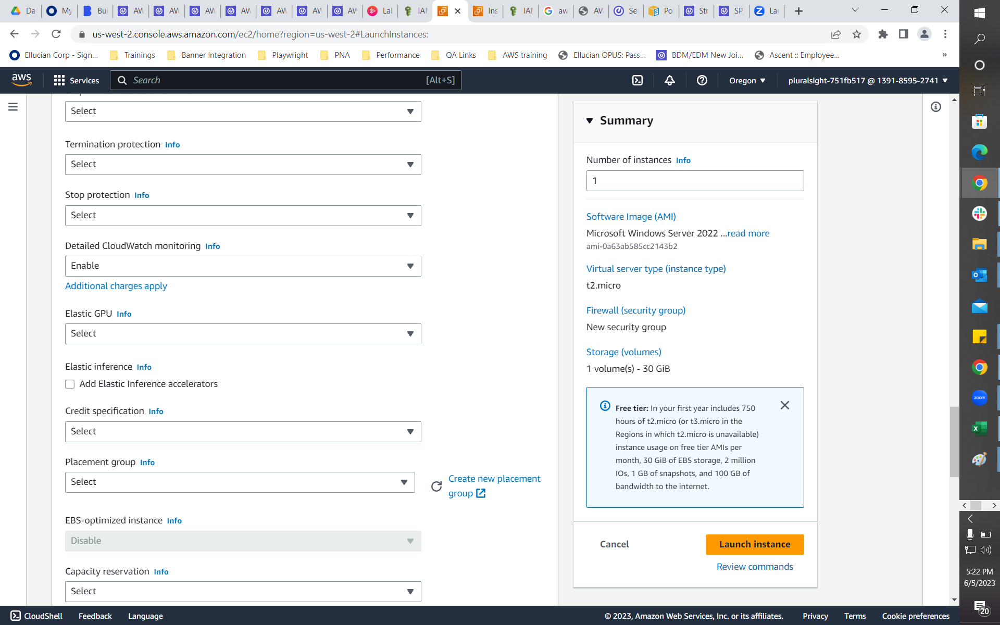 Da
My
Bui
AW
AW
AW
AW
AW
AW
AW
Lal
IAM
Ins
IAM
aw
AW
Se
Po
Str
SP
Lau
us-west-2.console.aws.amazon.com/ec2/home?region=us-west-2#LaunchInstances:
Ellucian Corp - Sign...
Trainings
Banner Integration
Playwright
PNA
Performance
QA Links
AWS training
Ellucian OPUS: Pass...
BDM/EDM New Joi...
Ascent :: Employee...
»
aws
Services
Search
[Alt+S]
Oregon
pluralsight-751fb517 @ 1391-8595-2741
Select
Termination protection Info
Select
Stop protection Info
Select
Detailed CloudWatch monitoring Info
Enable
Additional charges apply
Elastic GPU Info
Select
Elastic inference Info
Add Elastic Inference accelerators
Credit specification Info
Select
Placement group Info
Select
Create new placement
group
EBS-optimized instance Info
Disable
Capacity reservation Info
Select
Summary
Number of instances Info
1
Software Image (AMI)
Microsoft Windows Server 2022 ...read more
ami-0a63ab585cc2143b2
Virtual server type (instance type)
t2.micro
Firewall (security group)
New security group
Storage (volumes)
1 volume(s) - 30 GiB
Free tier: In your first year includes 750
hours of t2.micro (or t3.micro in the
Regions in which t2.micro is unavailable)
instance usage on free tier AMIs per
month, 30 GiB of EBS storage, 2 million
IOs, 1 GB of snapshots, and 100 GB of
bandwidth to the internet.
Cancel
Launch instance
Review commands
zoom
5:22 PM
6/5/2023
20
CloudShell
Feedback
Language
© 2023, Amazon Web Services, Inc. or its affiliates.
Privacy
Terms
Cookie preferences